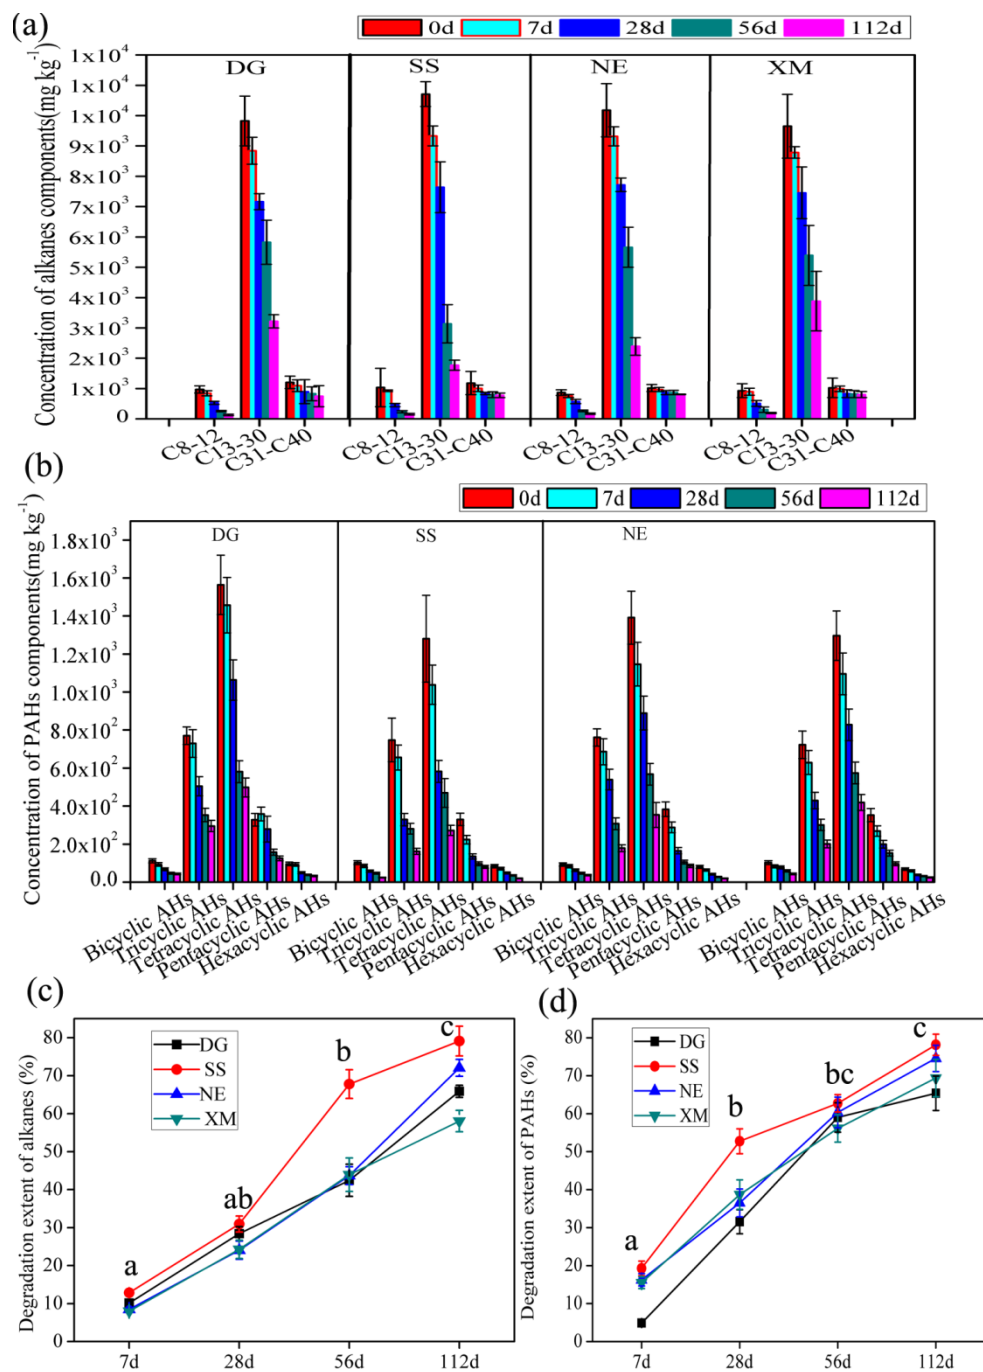 (a)
0d 7d 28d 56d 112d
Concentration of alkanes components(mg kg⁻¹)
DG SS NE XM
1x10⁴
1x10⁴
1x10⁴
9x10³
8x10³
7x10³
6x10³
5x10³
4x10³
3x10³
2x10³
1x10³
0
C8-12 C13-30 C31-C40 C8-12 C13-30 C31-C40 C8-12 C13-30 C31-C40 C8-12 C13-30 C31-C40
(b)
0d 7d 28d 56d 112d
Concentration of PAHs components(mg kg⁻¹)
DG SS NE
1.8x10³
1.6x10³
1.4x10³
1.2x10³
1.0x10³
8.0x10²
6.0x10²
4.0x10²
2.0x10²
0.0
Bicyclic AHs Tricyclic AHs Tetracyclic AHs Pentacyclic AHs Hexacyclic AHs
Bicyclic AHs Tricyclic AHs Tetracyclic AHs Pentacyclic AHs Hexacyclic AHs
Bicyclic AHs Tricyclic AHs Tetracyclic AHs Pentacyclic AHs Hexacyclic AHs
Bicyclic AHs Tricyclic AHs Tetracyclic AHs Pentacyclic AHs Hexacyclic AHs
(c)
Degradation extent of alkanes (%)
80
70
60
50
40
30
20
10
0
DG
SS
NE
XM
a ab b c
7d 28d 56d 112d
(d)
Degradation extent of PAHs (%)
80
70
60
50
40
30
20
10
0
DG
SS
NE
XM
a b bc c
7d 28d 56d 112d